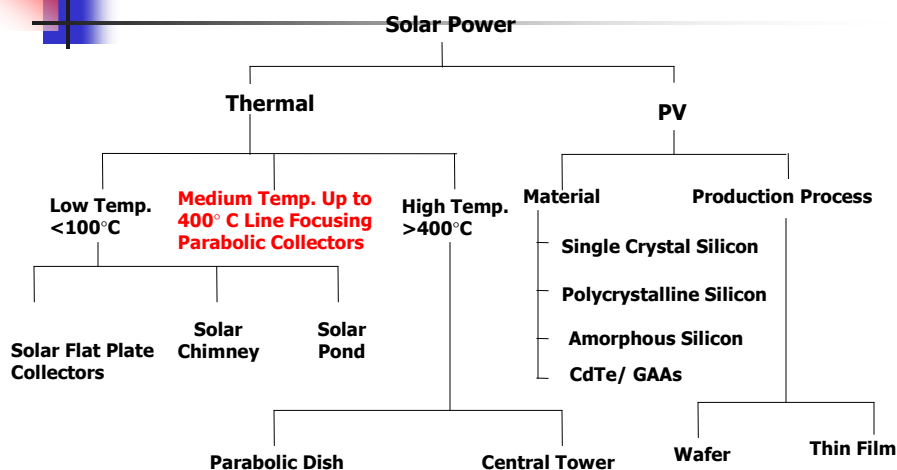 Solar Power
Thermal
PV
Low Temp.
<100°C
Medium Temp. Up to
400° C Line Focusing
Parabolic Collectors
High Temp.
>400°C
Material
Production Process
Single Crystal Silicon
Polycrystalline Silicon
Amorphous Silicon
CdTe/ GAAs
Solar Flat Plate
Collectors
Solar
Chimney
Solar
Pond
Parabolic Dish
Central Tower
Wafer
Thin Film